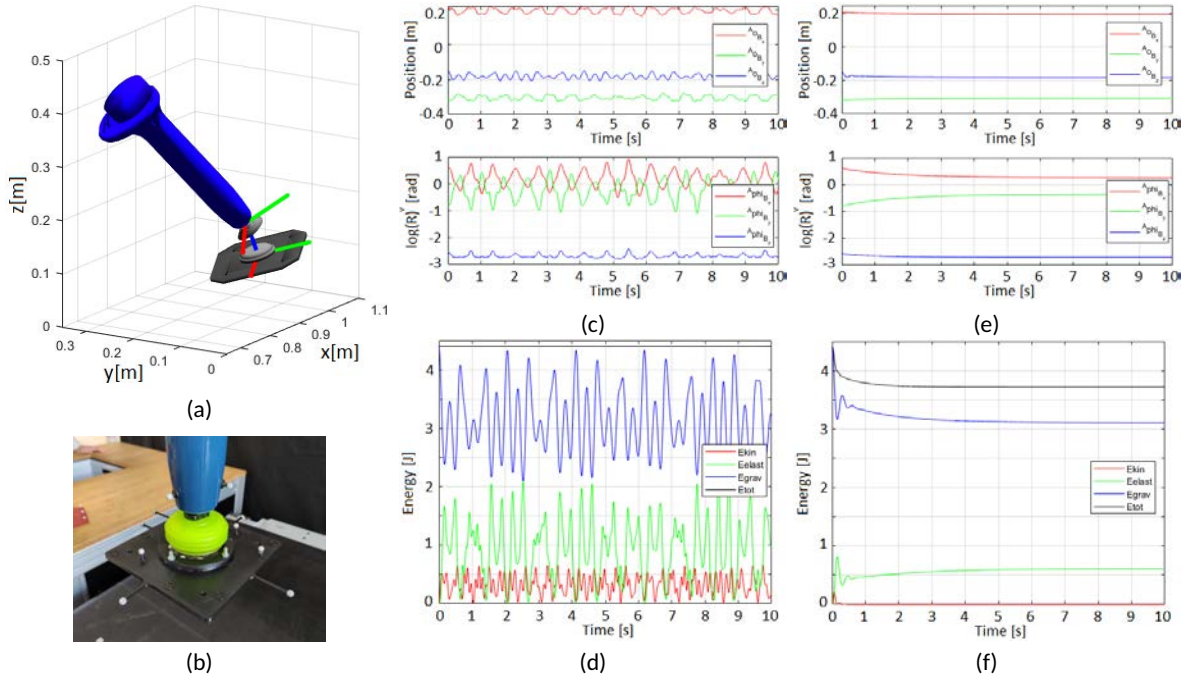 0.5
0.4
0.3
0.2
0.1
0
z[m]
0.3
0.2
0.1
0
y[m]
0.7
0.8
0.9
1
1.1
x[m]
(a)
(b)
0.2
0
-0.2
-0.4
Position [m]
0 1 2 3 4 5 6 7 8 9 10
Time [s]
A o B x
A o B y
A o B z
1
0
-1
-2
-3
log(R)^v [rad]
0 1 2 3 4 5 6 7 8 9 10
Time [s]
A phi B x
A phi B y
A phi B z
(c)
4
3
2
1
0
Energy [J]
0 1 2 3 4 5 6 7 8 9 10
Time [s]
Ekin
Eelast
Egrav
Etot
(d)
0.2
0
-0.2
-0.4
Position [m]
0 1 2 3 4 5 6 7 8 9 10
Time [s]
A o B x
A o B y
A o B z
1
0
-1
-2
-3
log(R)^v [rad]
0 1 2 3 4 5 6 7 8 9 10
Time [s]
A phi B x
A phi B y
A phi B z
(e)
4
3
2
1
0
Energy [J]
0 1 2 3 4 5 6 7 8 9 10
Time [s]
Ekin
Eelast
Egrav
Etot
(f)